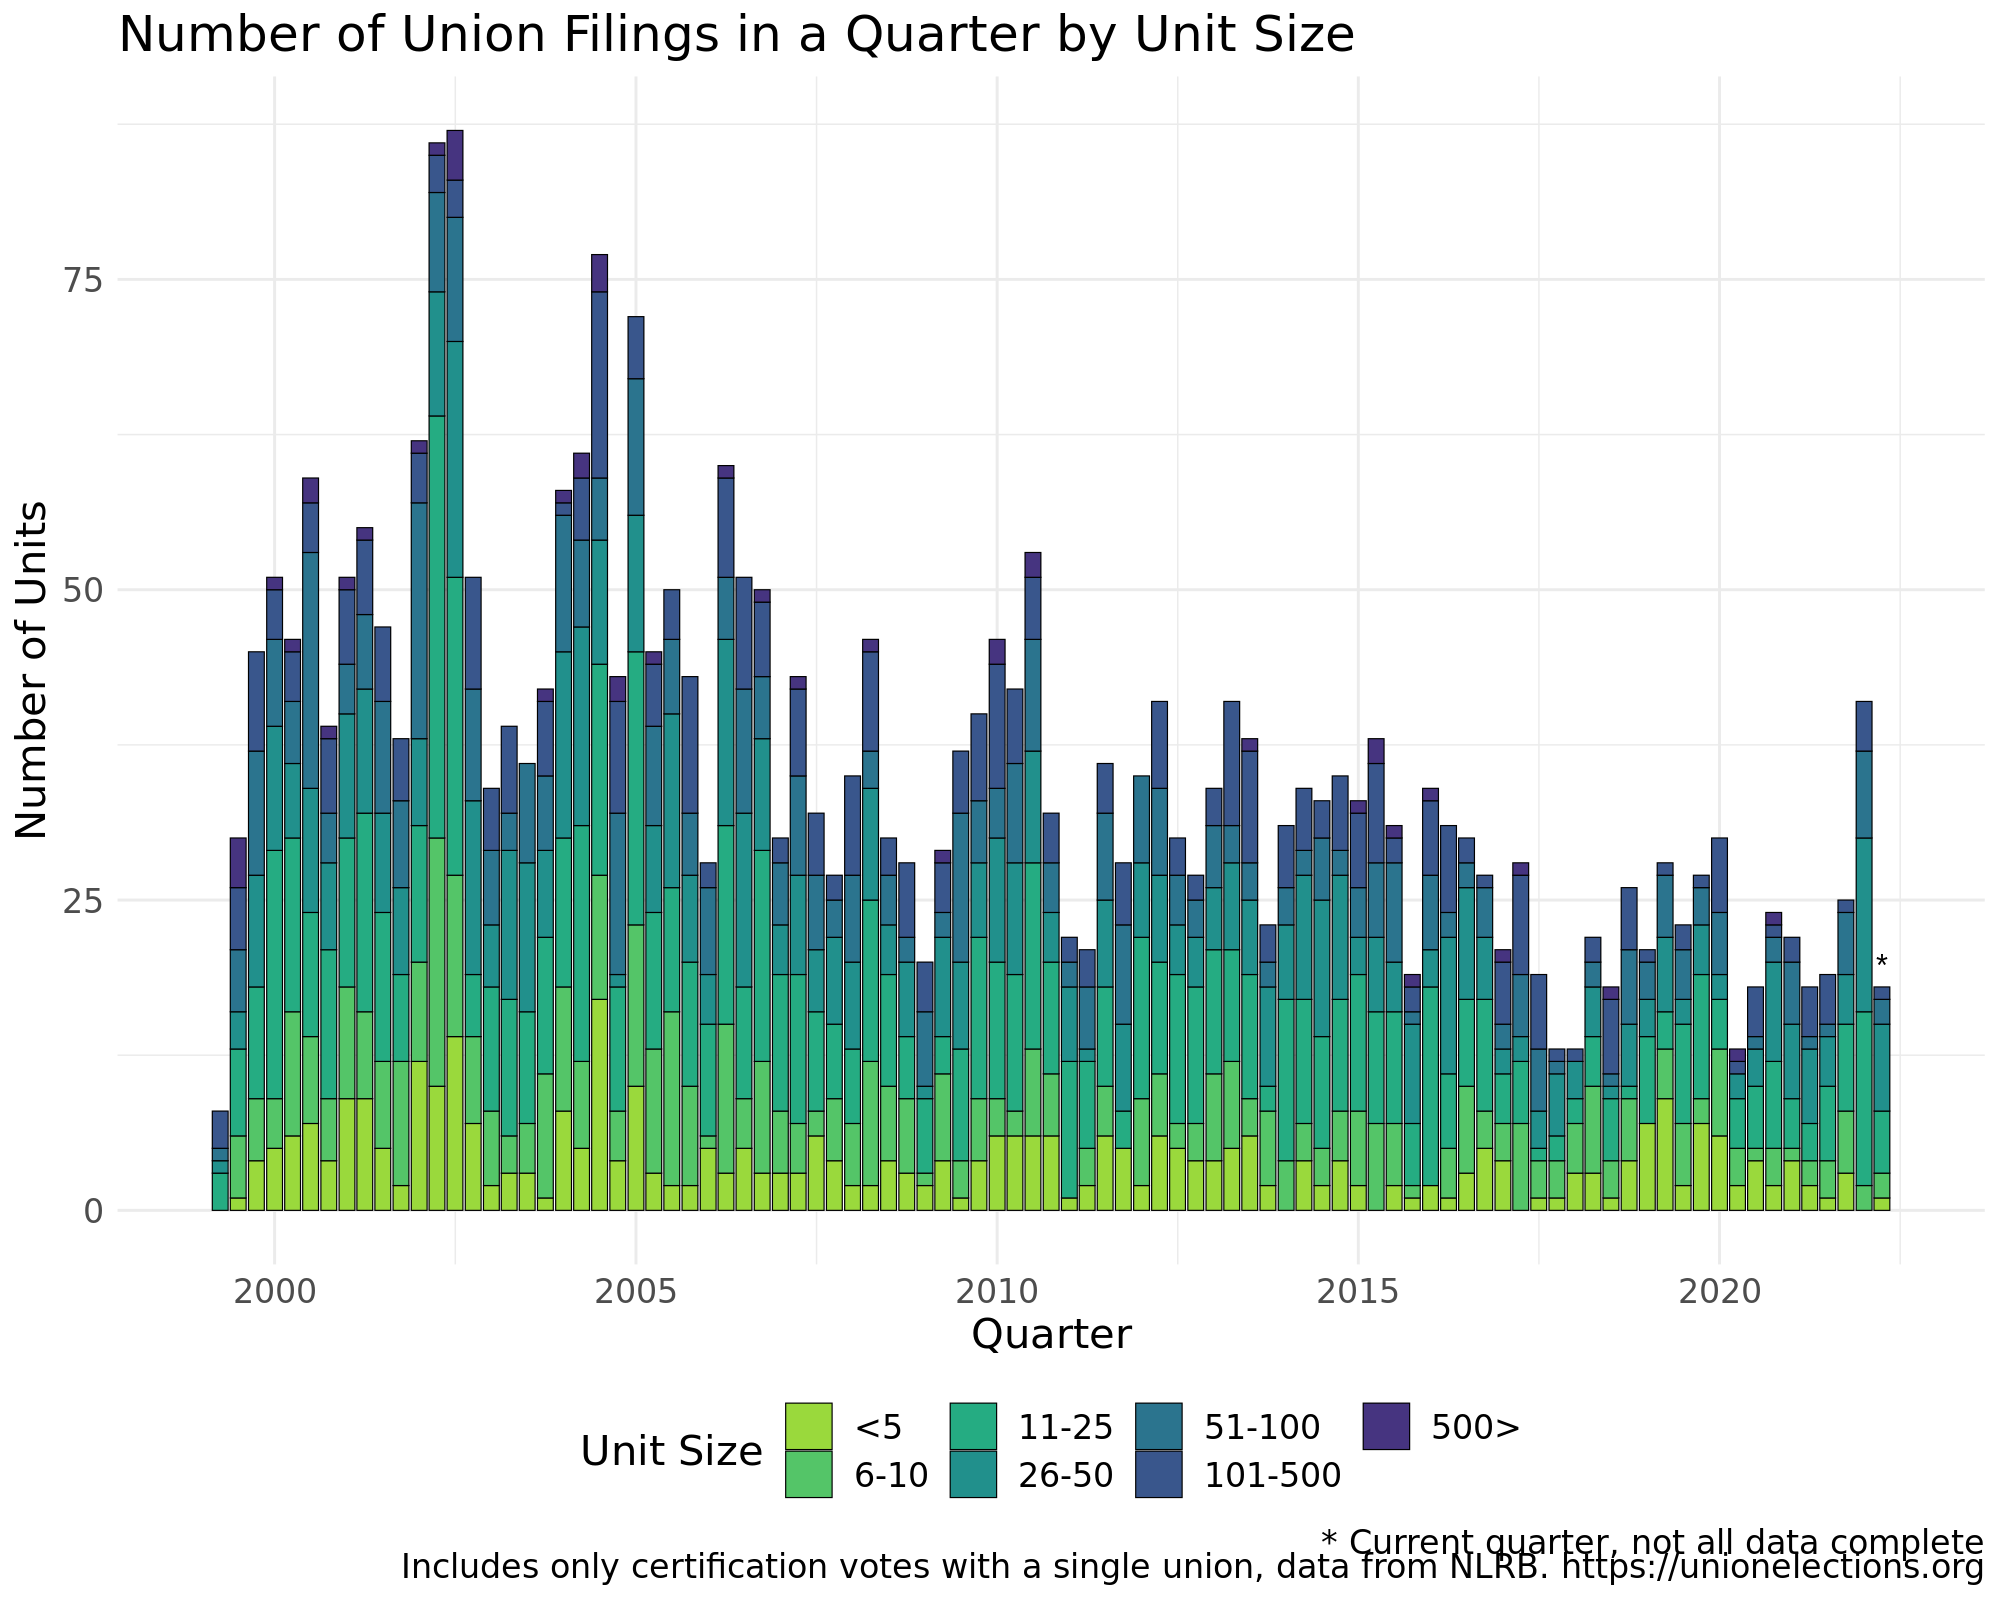 Number of Union Filings in a Quarter by Unit Size
Number of Units
75
50
25
0
*
2000 2005 2010 2015 2020
Quarter
Unit Size
<5 11-25 51-100 500>
6-10 26-50 101-500
* Current quarter, not all data complete
Includes only certification votes with a single union, data from NLRB. https://unionelections.org